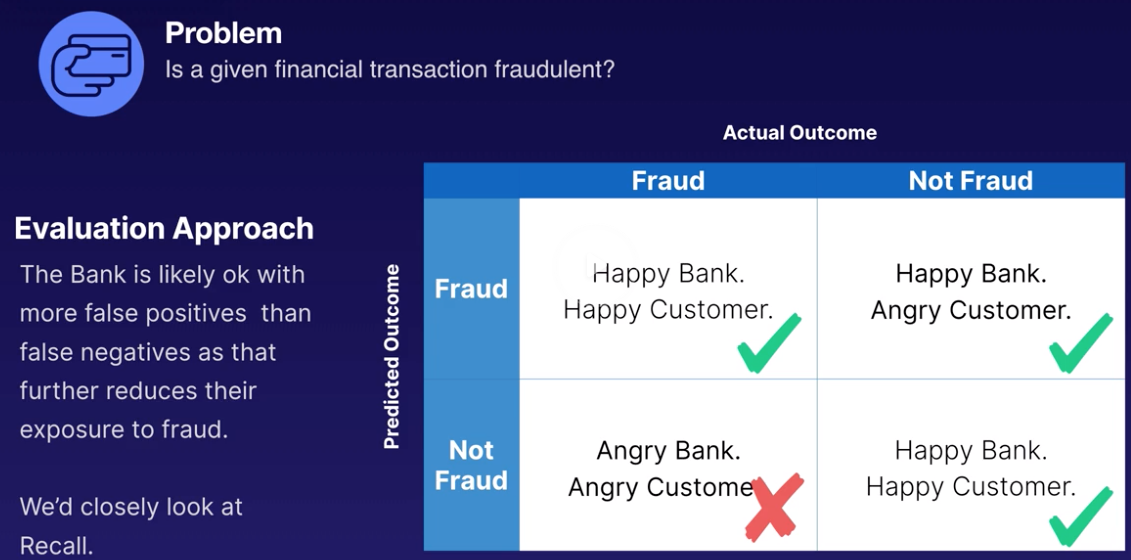 Problem
Is a given financial transaction fraudulent?
Actual Outcome
Fraud
Not Fraud
Evaluation Approach
The Bank is likely ok with
more false positives than
false negatives as that
further reduces their
exposure to fraud.
We'd closely look at
Recall.
Predicted Outcome
Fraud
Happy Bank.
Happy Customer.
Happy Bank.
Angry Customer.
Not
Fraud
Angry Bank.
Angry Custome
Happy Bank.
Happy Customer.